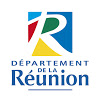 DÉPARTEMENT
DE LA
Réunion